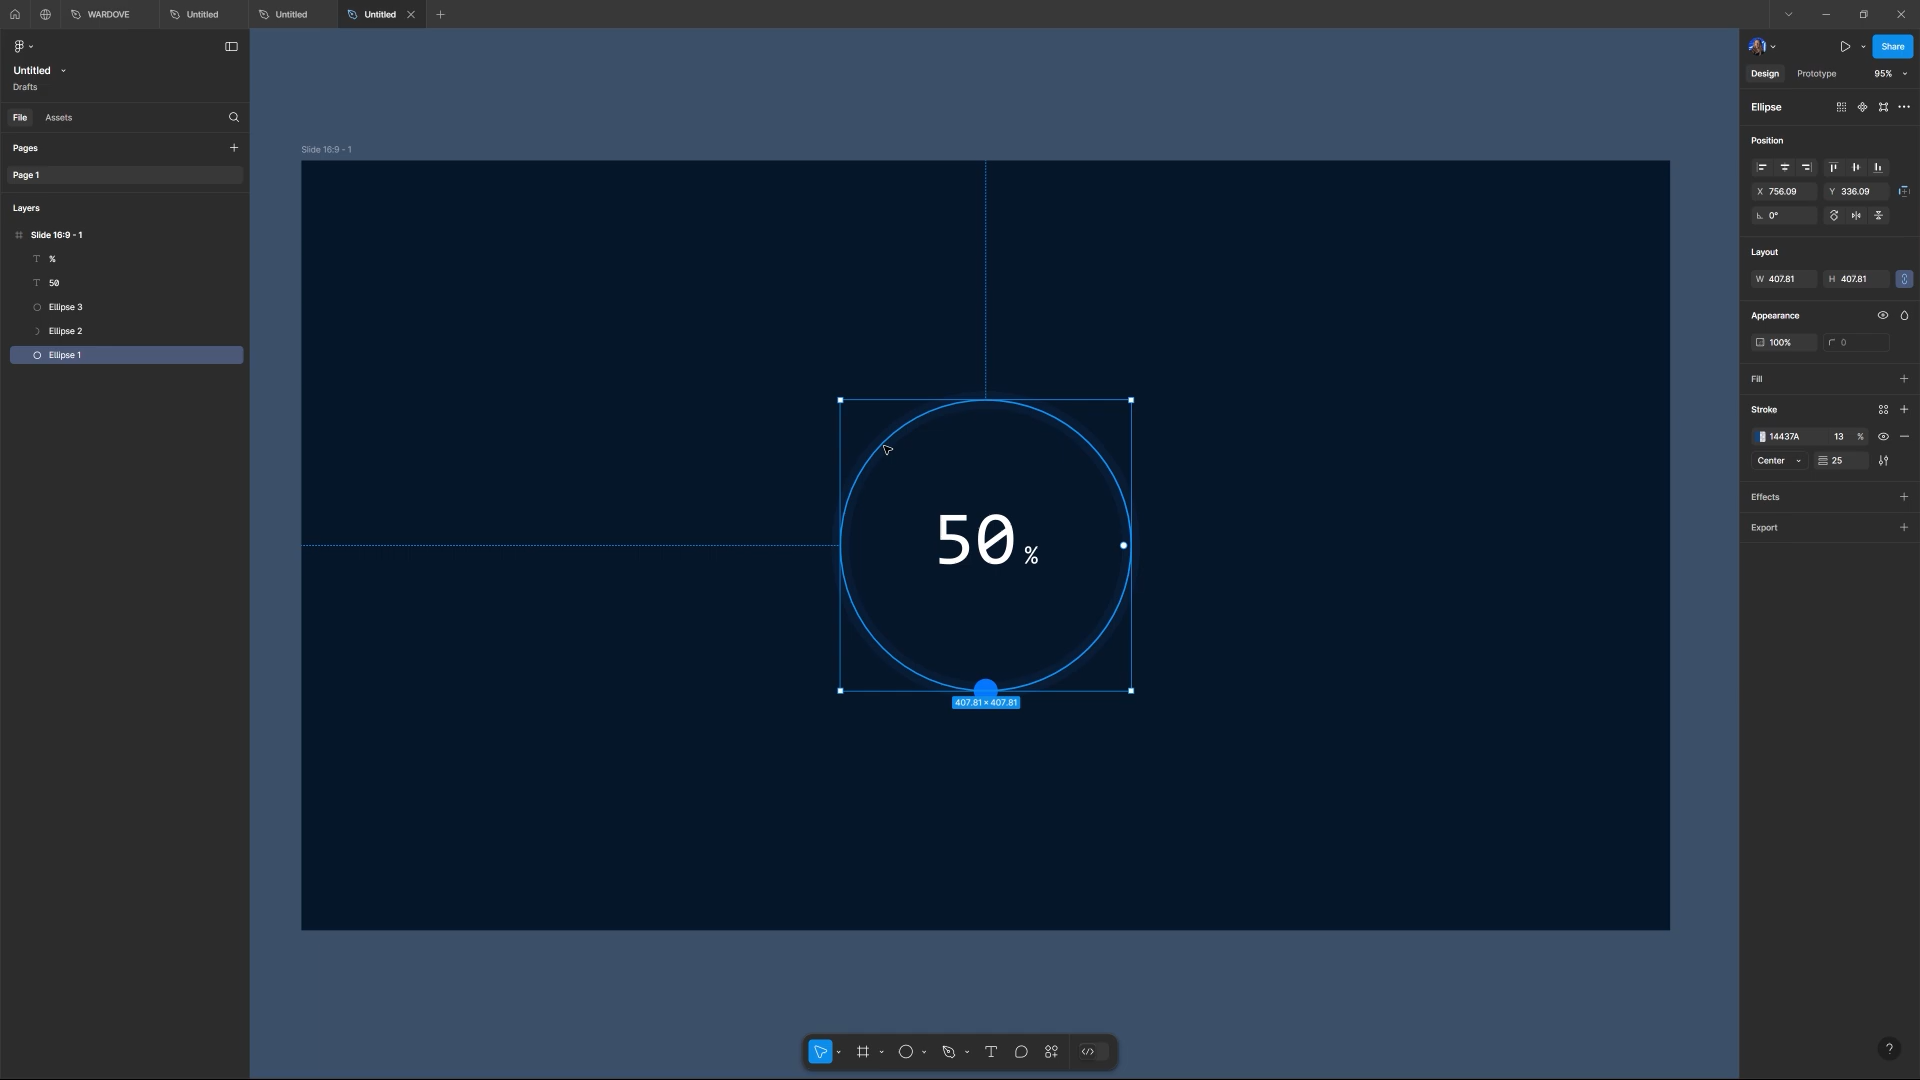 WARDOVE
Untitled
Untitled
Untitled
Untitled
Drafts
File
Assets
Pages
Page 1
Layers
Slide 16:9 - 1
%
50
Ellipse 3
Ellipse 2
Ellipse 1
Slide 16:9 - 1
50 %
407.81 × 407.81
Share
Design
Prototype
95%
Ellipse
Position
X 756.09
Y 336.09
0°
Layout
W 407.81
H 407.81
Appearance
100%
0
Fill
Stroke
14437A 13 %
Center
25
Effects
Export
?